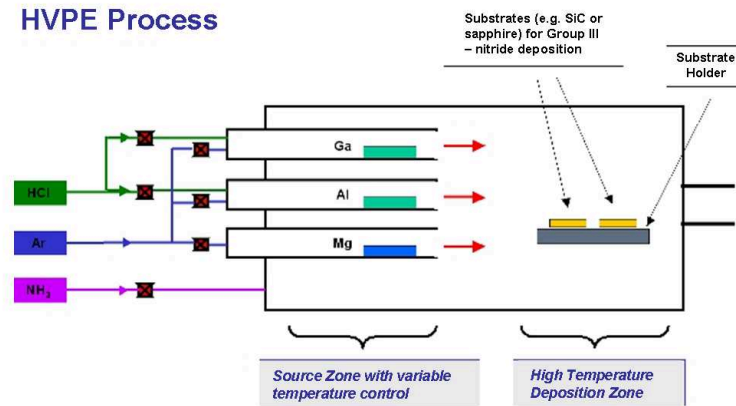 HVPE Process
Substrates (e.g. SiC or
sapphire) for Group III
– nitride deposition
Substrate
Holder
Ga
HCl
Al
Ar
Mg
NH3
Source Zone with variable
temperature control
High Temperature
Deposition Zone